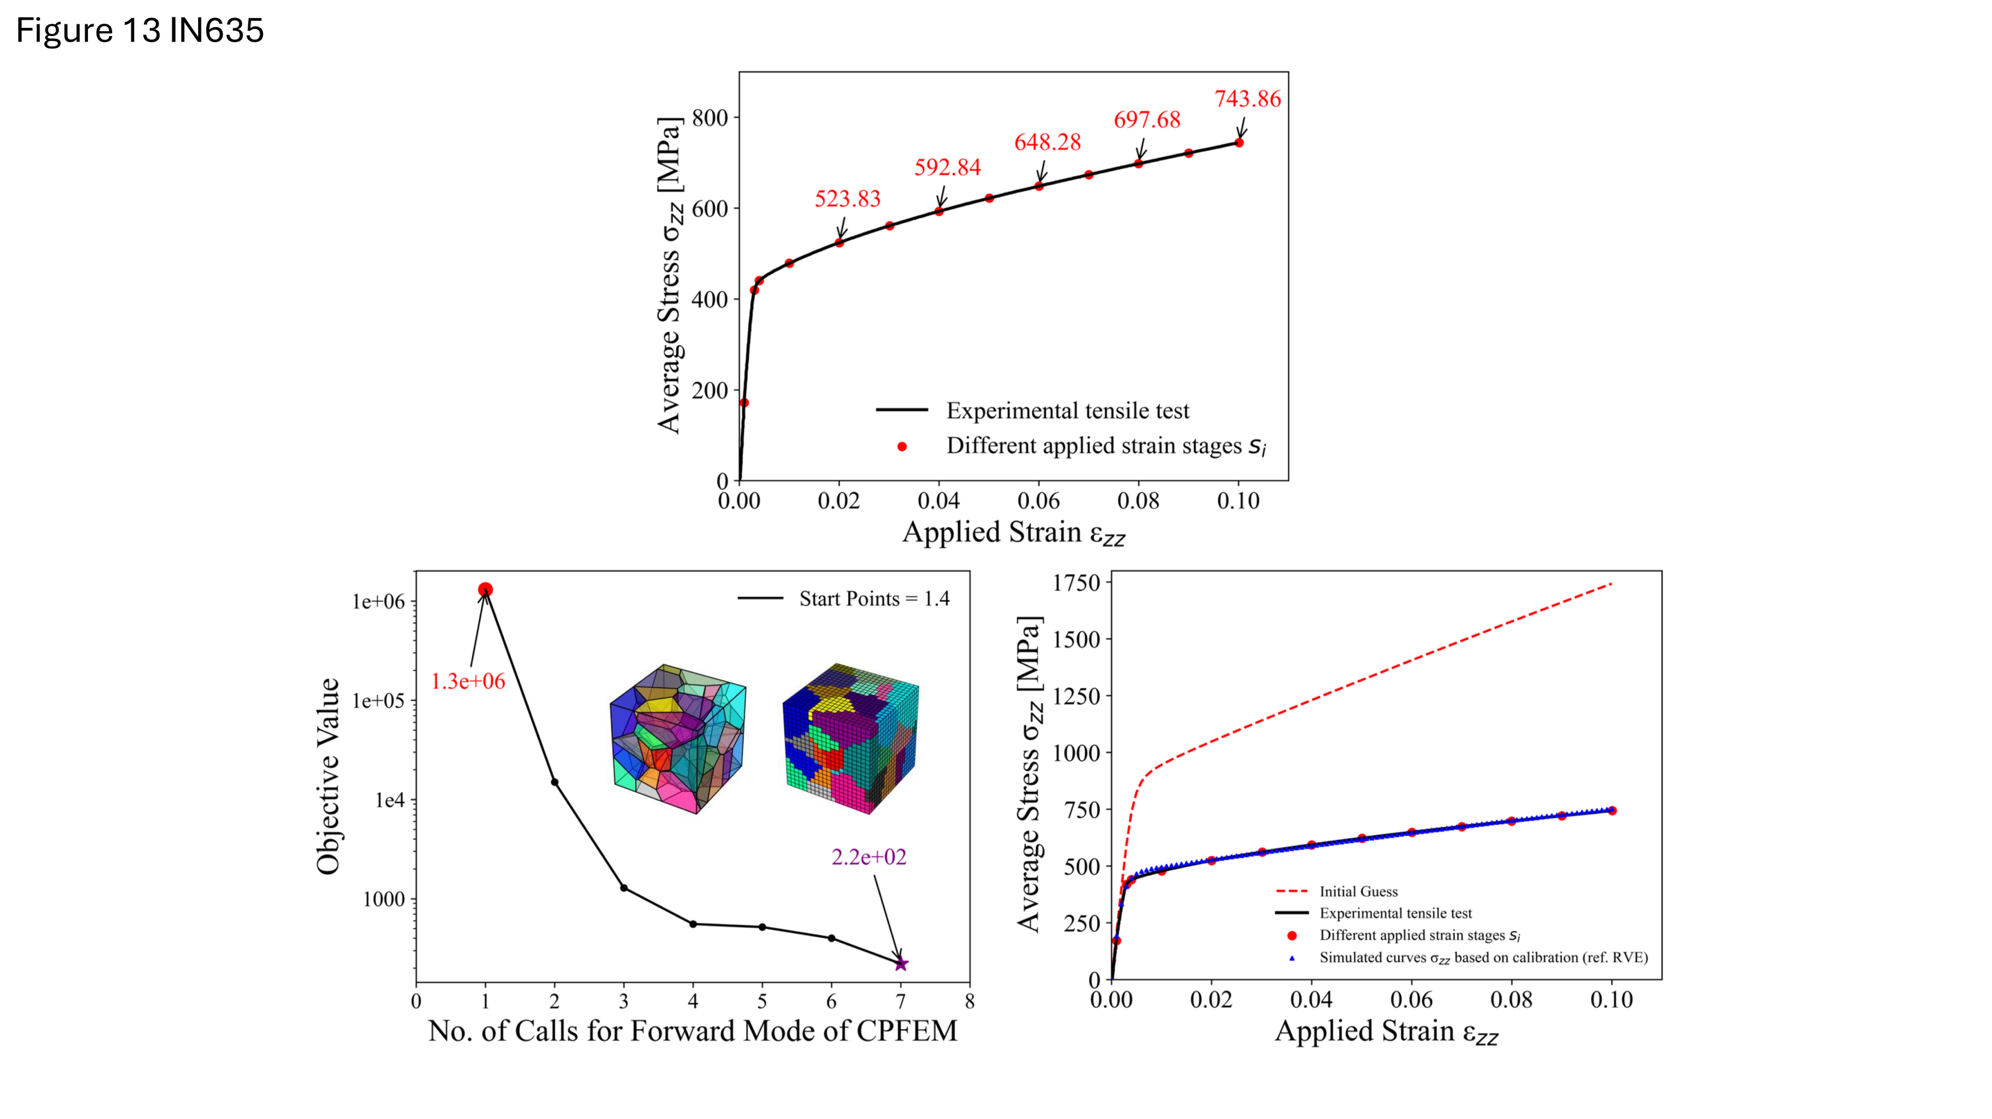 Figure 13 IN635
Average Stress σzz [MPa]
800
600
400
200
0
743.86
697.68
648.28
592.84
523.83
Experimental tensile test
Different applied strain stages si
0.00 0.02 0.04 0.06 0.08 0.10
Applied Strain εzz
Objective Value
1e+06
1e+05
1e4
1000
Start Points = 1.4
1.3e+06
2.2e+02
0 1 2 3 4 5 6 7 8
No. of Calls for Forward Mode of CPFEM
Average Stress σzz [MPa]
1750
1500
1250
1000
750
500
250
0
Initial Guess
Experimental tensile test
Different applied strain stages si
Simulated curves σzz based on calibration (ref. RVE)
0.00 0.02 0.04 0.06 0.08 0.10
Applied Strain εzz